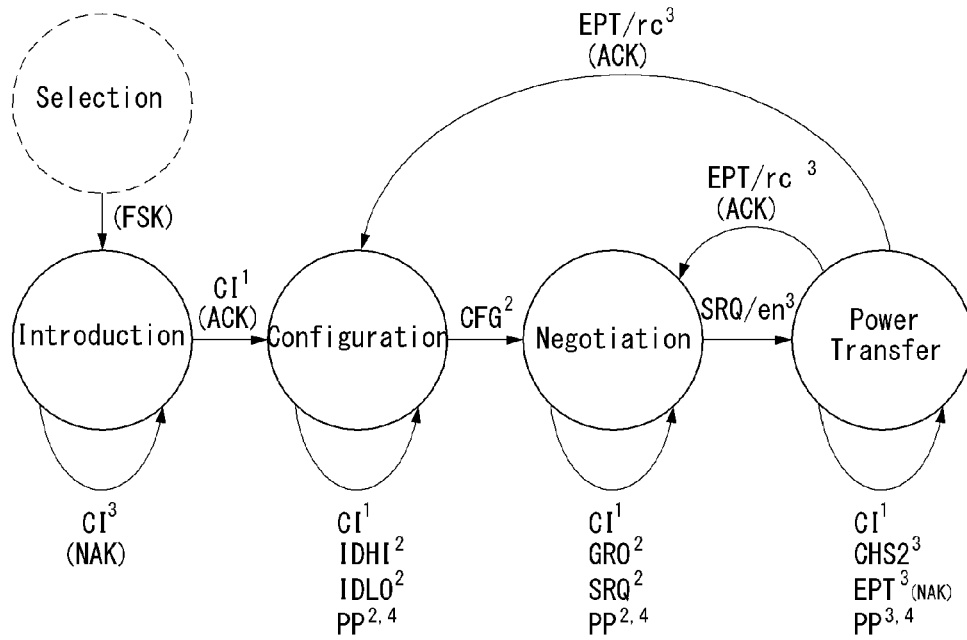 EPT/rc³
(ACK)
Selection
EPT/rc ³
(ACK)
(FSK)
CI¹
(ACK)
CFG²
SRQ/en³
Introduction
Configuration
Negotiation
Power
Transfer
CI³
(NAK)
CI¹
IDHI²
IDLO²
PP²,⁴
CI¹
GRO²
SRQ²
PP²,⁴
CI¹
CHS2³
EPT³(NAK)
PP³,⁴